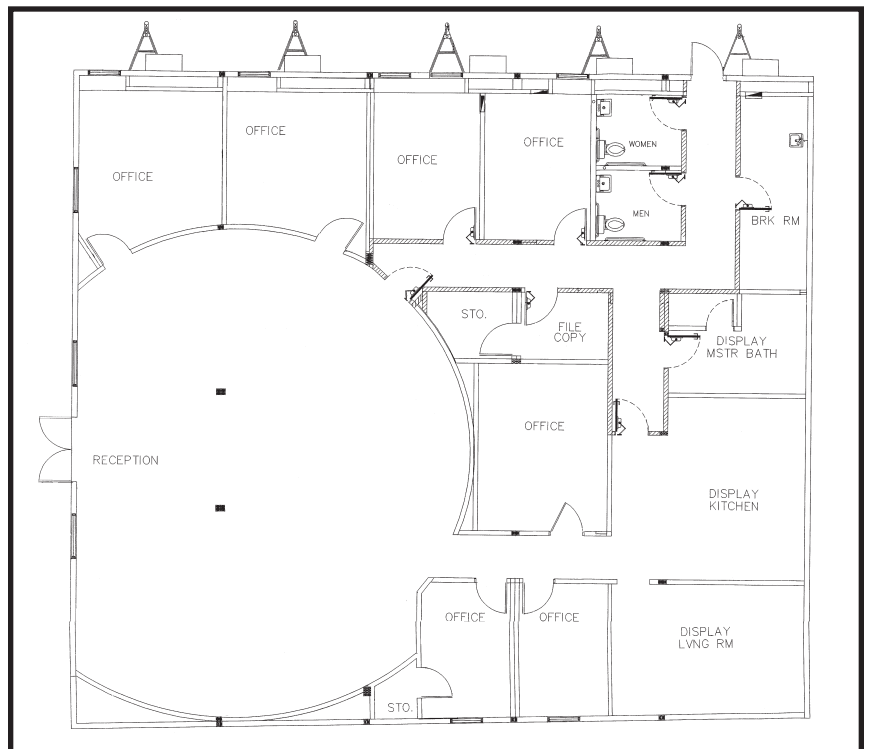 OFFICE
OFFICE
OFFICE
OFFICE
WOMEN
MEN
BRK RM
STO.
FILE
COPY
DISPLAY
MSTR BATH
OFFICE
RECEPTION
DISPLAY
KITCHEN
OFFICE
OFFICE
DISPLAY
LVNG RM
STO.